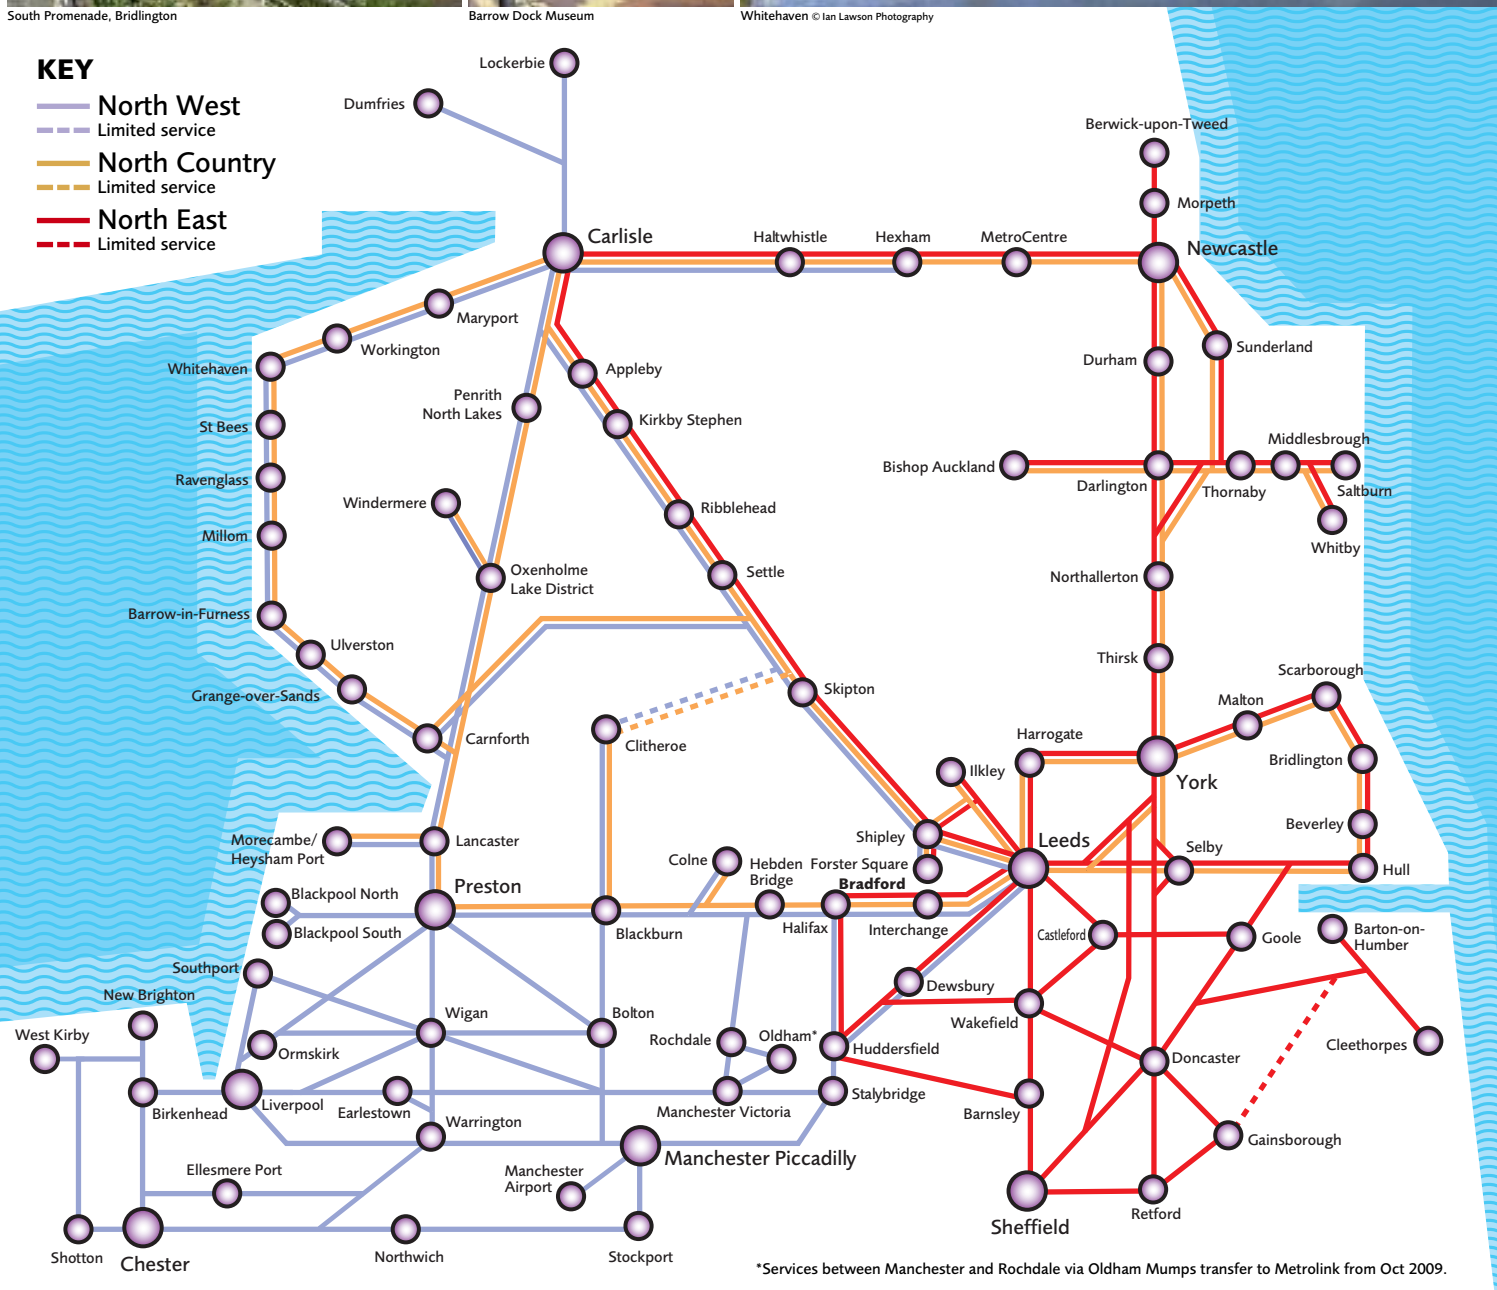 South Promenade, Bridlington
Barrow Dock Museum
Whitehaven © Ian Lawson Photography
KEY
North West
Limited service
North Country
Limited service
North East
Limited service
Lockerbie
Dumfries
Berwick-upon-Tweed
Morpeth
Carlisle
Haltwhistle
Hexham
MetroCentre
Newcastle
Maryport
Workington
Whitehaven
Appleby
Durham
Sunderland
Penrith
North Lakes
Kirkby Stephen
St Bees
Middlesbrough
Bishop Auckland
Darlington
Thornaby
Saltburn
Ravenglass
Windermere
Ribblehead
Millom
Whitby
Oxenholme
Lake District
Settle
Northallerton
Barrow-in-Furness
Ulverston
Thirsk
Grange-over-Sands
Skipton
Scarborough
Malton
Carnforth
Clitheroe
Harrogate
Ilkley
York
Bridlington
Morecambe/
Heysham Port
Lancaster
Shipley
Leeds
Beverley
Selby
Colne
Hebden
Bridge
Forster Square
Bradford
Hull
Preston
Blackpool North
Blackpool South
Blackburn
Halifax
Interchange
Castleford
Goole
Barton-on-
Humber
Southport
Dewsbury
New Brighton
West Kirby
Wigan
Bolton
Rochdale
Oldham*
Wakefield
Ormskirk
Huddersfield
Doncaster
Cleethorpes
Birkenhead
Liverpool
Earlestown
Manchester Victoria
Stalybridge
Barnsley
Warrington
Gainsborough
Manchester Piccadilly
Ellesmere Port
Manchester
Airport
Retford
Sheffield
Shotton
Chester
Northwich
Stockport
*Services between Manchester and Rochdale via Oldham Mumps transfer to Metrolink from Oct 2009.